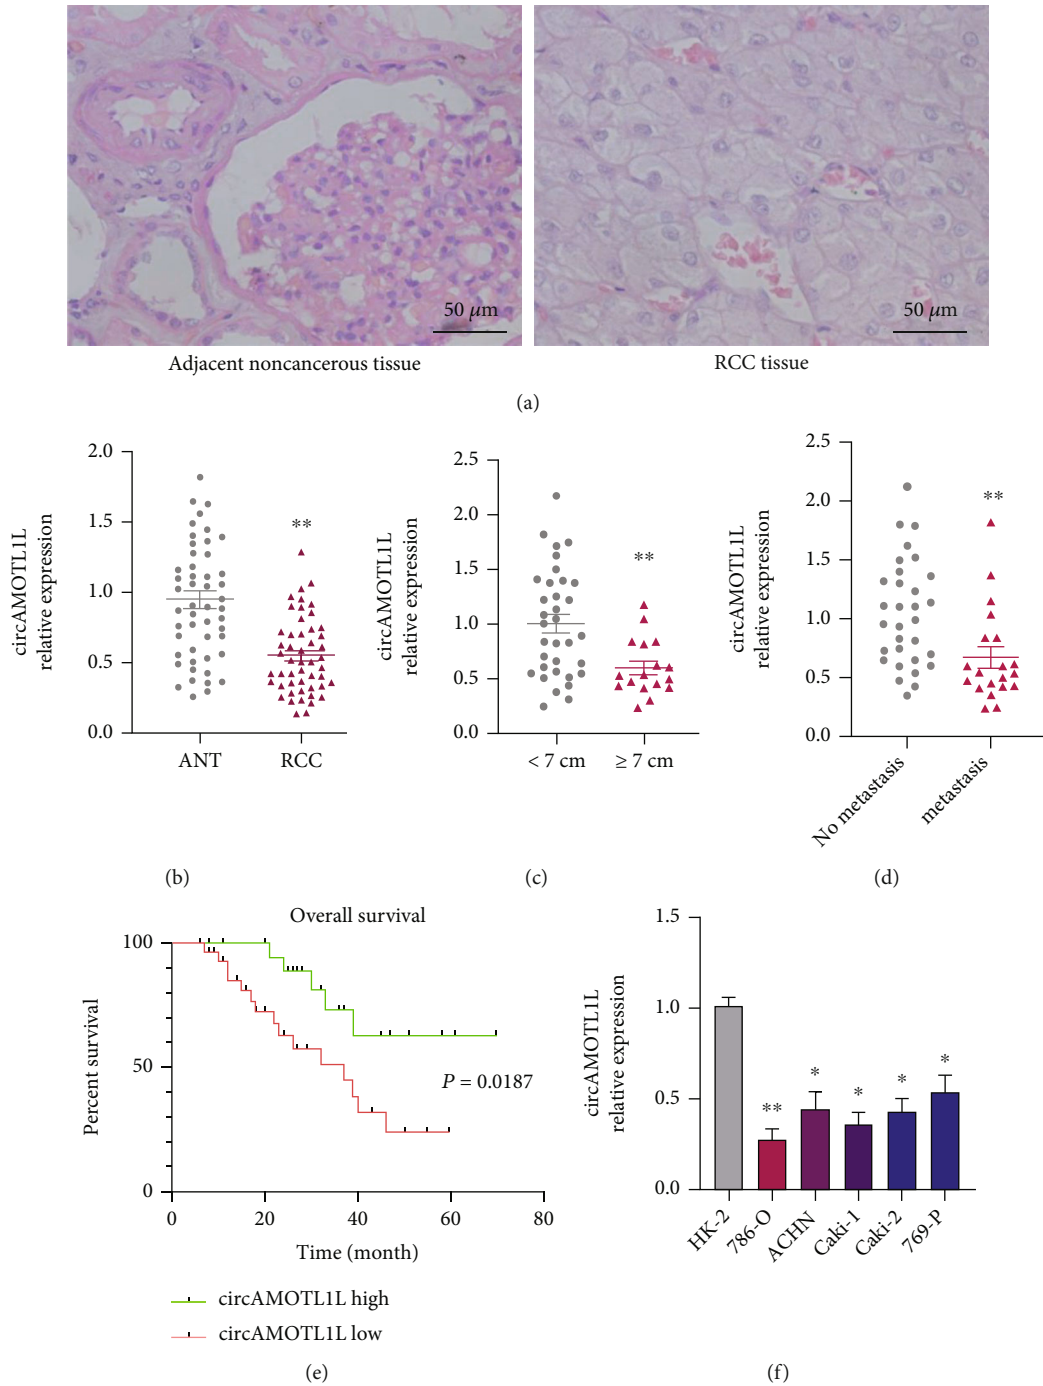 50 μm
50 μm
Adjacent noncancerous tissue
RCC tissue
(a)
circAMOTL1L
relative expression
2.0
1.5
1.0
0.5
0.0
**
ANT
RCC
(b)
circAMOTL1L
relative expression
2.5
2.0
1.5
1.0
0.5
0.0
**
< 7 cm
≥ 7 cm
(c)
circAMOTL1L
relative expression
2.5
2.0
1.5
1.0
0.5
0.0
**
No metastasis
metastasis
(d)
Overall survival
Percent survival
100
50
0
P = 0.0187
0
20
40
60
80
Time (month)
circAMOTL1L high
circAMOTL1L low
(e)
circAMOTL1L
relative expression
1.5
1.0
0.5
0.0
**
*
*
*
*
HK-2
786-O
ACHN
Caki-1
Caki-2
769-P
(f)